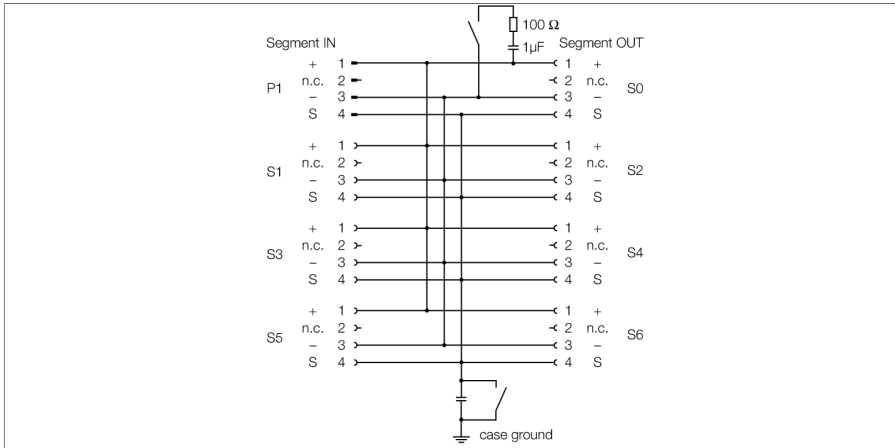 100 Ω
Segment IN 1µF Segment OUT
+ 1 1 +
P1 n.c. 2 2 n.c. S0
– 3 3 –
S 4 4 S
+ 1 1 +
S1 n.c. 2 2 n.c. S2
– 3 3 –
S 4 4 S
+ 1 1 +
S3 n.c. 2 2 n.c. S4
– 3 3 –
S 4 4 S
+ 1 1 +
S5 n.c. 2 2 n.c. S6
– 3 3 –
S 4 4 S
case ground